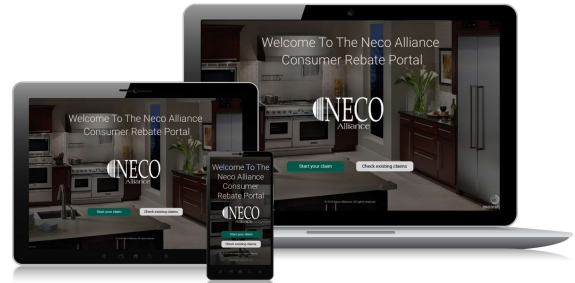 Welcome To The Neco Alliance
Consumer Rebate Portal
NECO
Alliance
Start your claim
Check existing claims
Welcome To The Neco Alliance
Consumer Rebate Portal
NECO
Alliance
Start your claim
Check existing claims
Welcome To The
Neco Alliance
Consumer
Rebate Portal
NECO
Alliance
Start your claim
Check existing claims